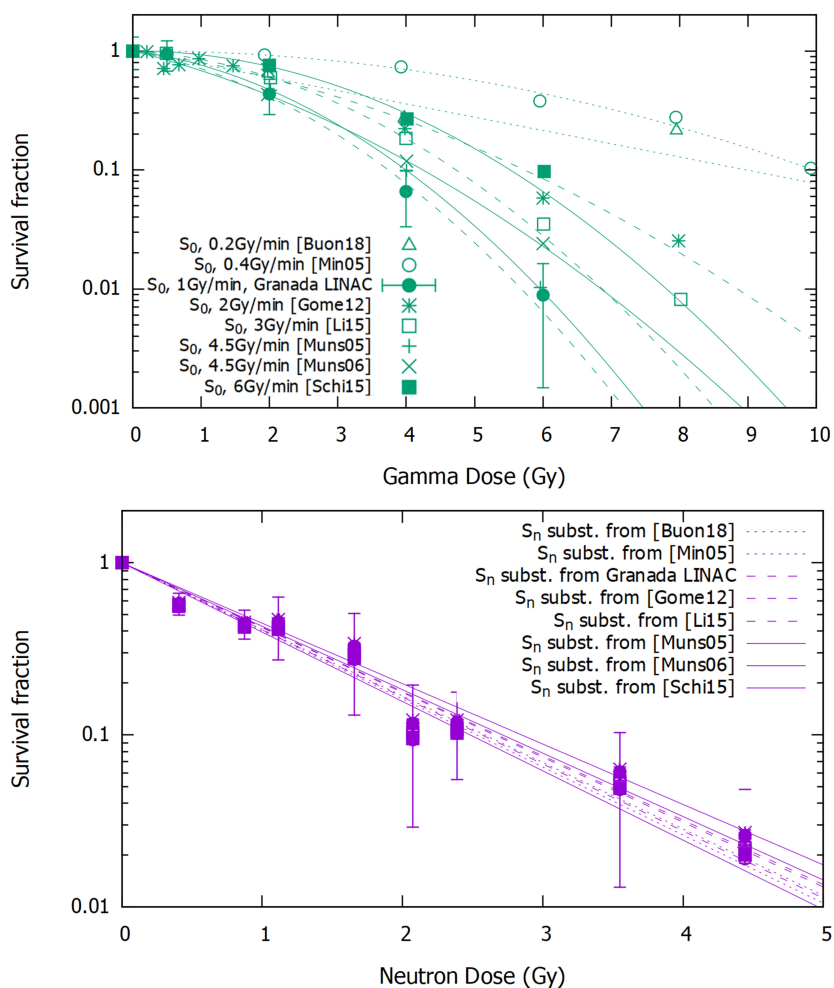 Survival fraction
1
0.1
0.01
0.001
S0, 0.2Gy/min [Buon18]
S0, 0.4Gy/min [Min05]
S0, 1Gy/min, Granada LINAC
S0, 2Gy/min [Gome12]
S0, 3Gy/min [Li15]
S0, 4.5Gy/min [Muns05]
S0, 4.5Gy/min [Muns06]
S0, 6Gy/min [Schi15]
0 1 2 3 4 5 6 7 8 9 10
Gamma Dose (Gy)
Survival fraction
1
0.1
0.01
Sn subst. from [Buon18]
Sn subst. from [Min05]
Sn subst. from Granada LINAC
Sn subst. from [Gome12]
Sn subst. from [Li15]
Sn subst. from [Muns05]
Sn subst. from [Muns06]
Sn subst. from [Schi15]
0 1 2 3 4 5
Neutron Dose (Gy)